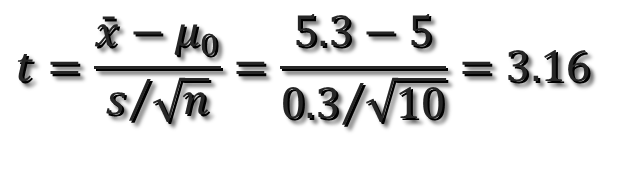 t = (x̄ − μ₀) / (s/√n) = (5.3 − 5) / (0.3/√10) = 3.16